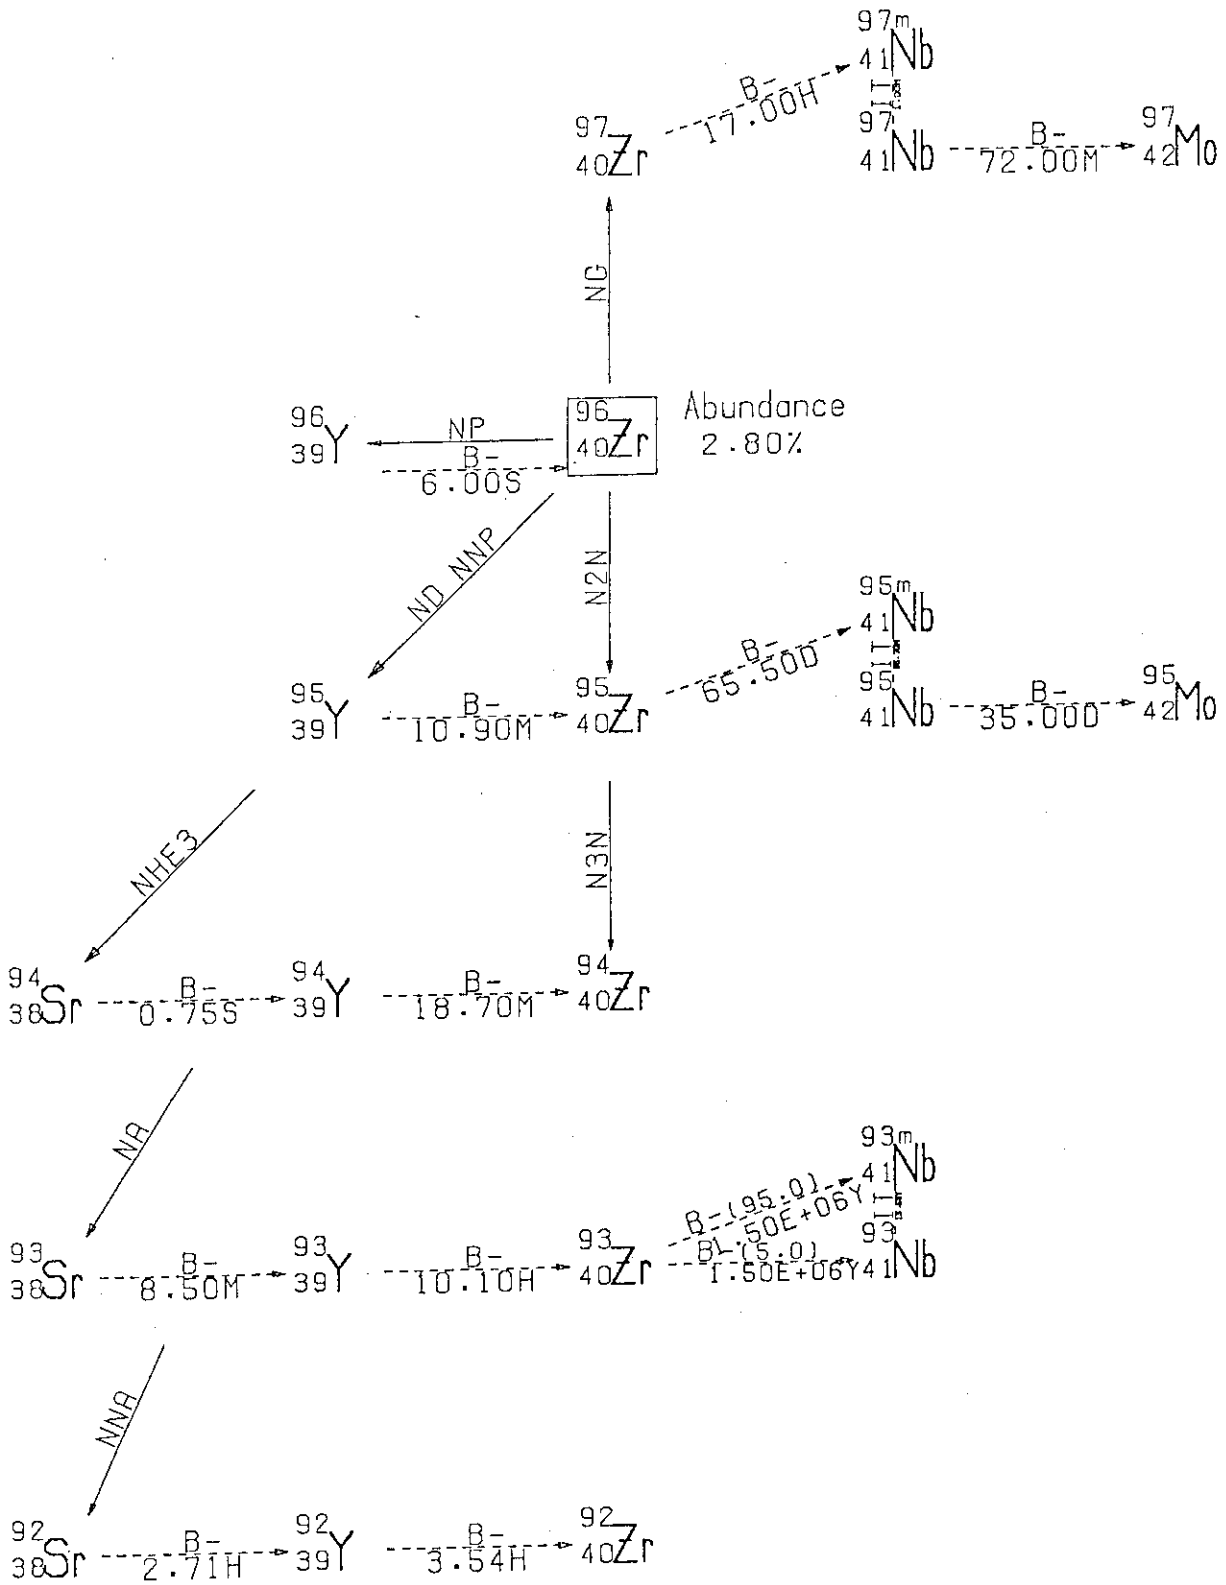 97m
41Nb
B-
17.00H
97
40Zr
IT
97
41Nb
B-
72.00M
97
42Mo
NG
96
39Y
NP
B-
6.00S
96
40Zr
Abundance
2.80%
ND NNP
N2N
95m
41Nb
B-
65.50D
IT
95
39Y
B-
10.90M
95
40Zr
95
41Nb
B-
35.00D
95
42Mo
NHE3
N3N
94
38Sr
B-
0.75S
94
39Y
B-
18.70M
94
40Zr
NA
93m
41Nb
B-(95.0)
1.50E+06Y
IT
93
38Sr
B-
8.50M
93
39Y
B-
10.10H
93
40Zr
B-(5.0)
1.50E+06Y
93
41Nb
NNA
92
38Sr
B-
2.71H
92
39Y
B-
3.54H
92
40Zr